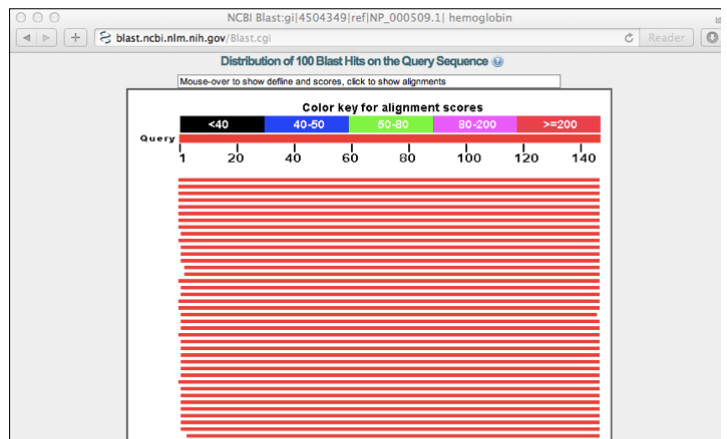 NCBI Blast:gi|4504349|ref|NP_000509.1| hemoglobin
blast.ncbi.nlm.nih.gov/Blast.cgi
Reader
Distribution of 100 Blast Hits on the Query Sequence
Mouse-over to show defline and scores, click to show alignments
Color key for alignment scores
<40 40-50 50-80 80-200 >=200
Query
1 20 40 60 80 100 120 140